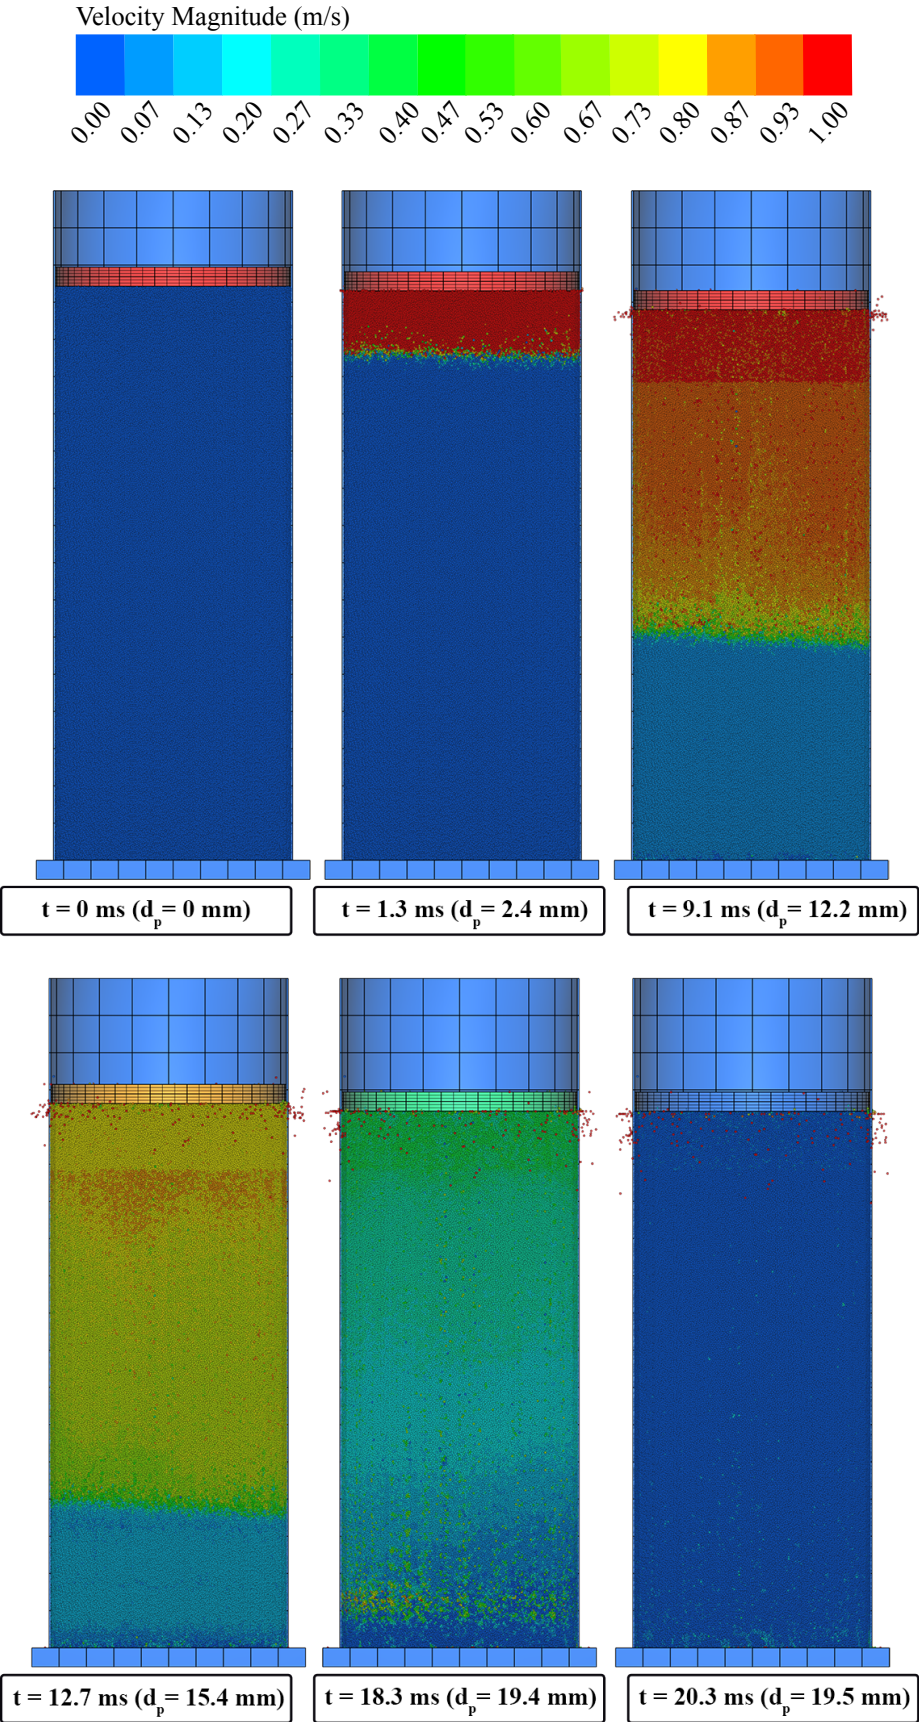 Velocity Magnitude (m/s)
0.00 0.07 0.13 0.20 0.27 0.33 0.40 0.47 0.53 0.60 0.67 0.73 0.80 0.87 0.93 1.00
t = 0 ms (dp= 0 mm) t = 1.3 ms (dp= 2.4 mm) t = 9.1 ms (dp= 12.2 mm)
t = 12.7 ms (dp= 15.4 mm) t = 18.3 ms (dp= 19.4 mm) t = 20.3 ms (dp= 19.5 mm)